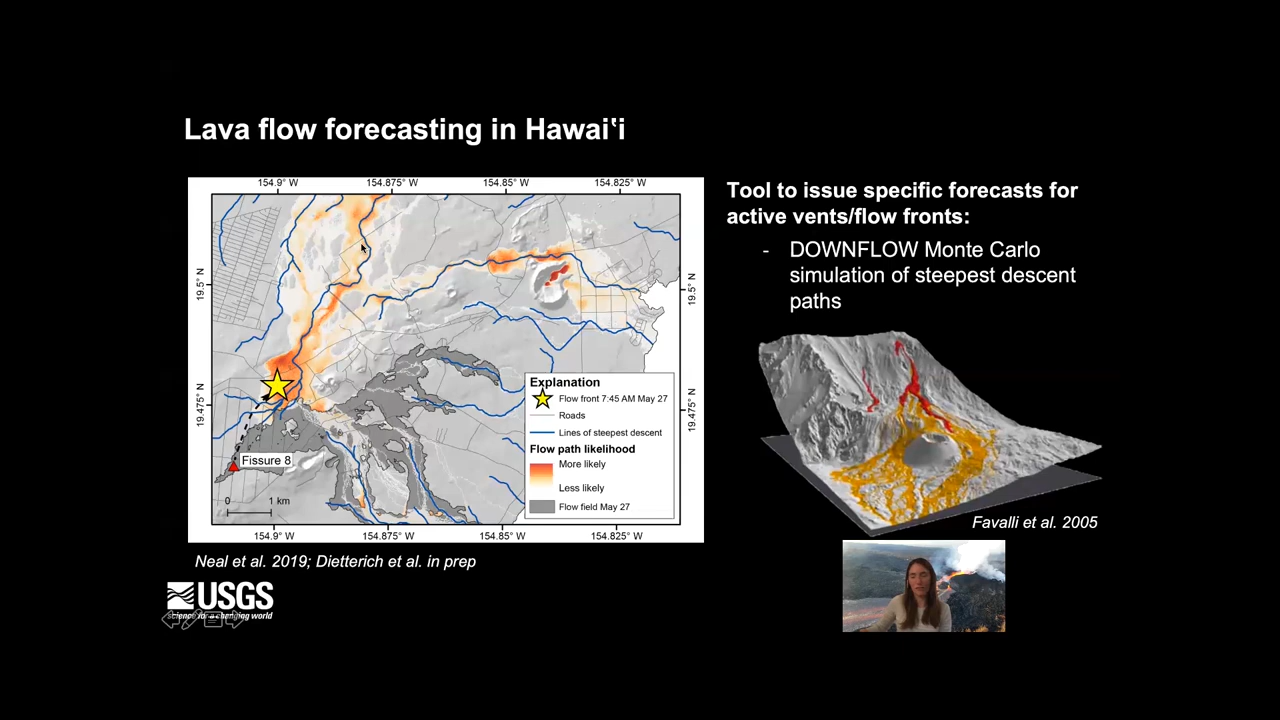 Lava flow forecasting in Hawaiʻi
154.9° W
154.875° W
154.85° W
154.825° W
19.5° N
19.475° N
19.5° N
19.475° N
Fissure 8
0
1 km
Explanation
Flow front 7:45 AM May 27
Roads
Lines of steepest descent
Flow path likelihood
More likely
Less likely
Flow field May 27
154.9° W
154.875° W
154.85° W
154.825° W
Neal et al. 2019; Dietterich et al. in prep
USGS
science for a changing world
Tool to issue specific forecasts for
active vents/flow fronts:
- DOWNFLOW Monte Carlo
simulation of steepest descent
paths
Favalli et al. 2005